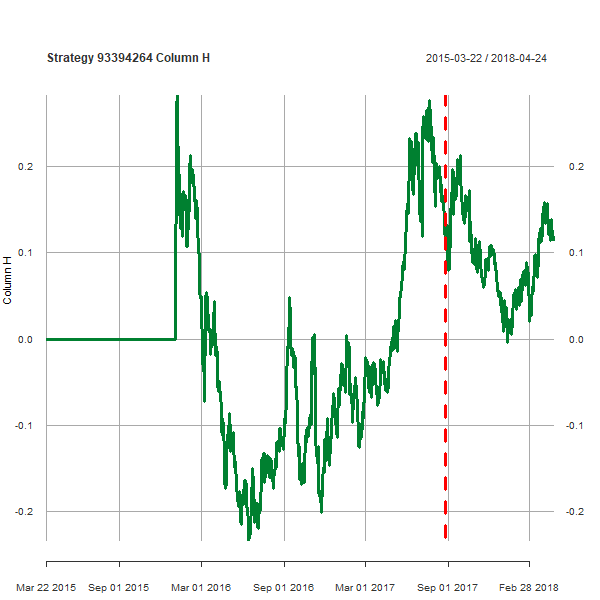 Strategy 93394264 Column H
2015-03-22 / 2018-04-24
0.2
0.2
0.1
0.1
Column H
0.0
0.0
-0.1
-0.1
-0.2
-0.2
Mar 22 2015
Sep 01 2015
Mar 01 2016
Sep 01 2016
Mar 01 2017
Sep 01 2017
Feb 28 2018